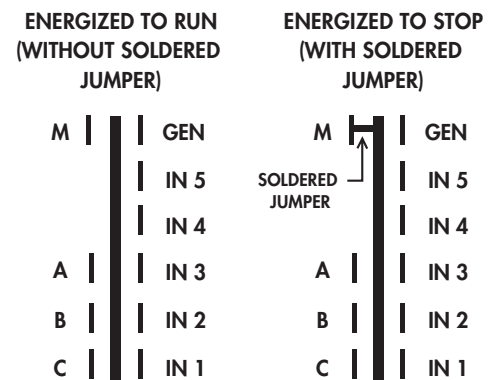 ENERGIZED TO RUN
(WITHOUT SOLDERED
JUMPER)
M GEN
IN 5
IN 4
A IN 3
B IN 2
C IN 1
ENERGIZED TO STOP
(WITH SOLDERED
JUMPER)
M GEN
SOLDERED
JUMPER
IN 5
IN 4
A IN 3
B IN 2
C IN 1